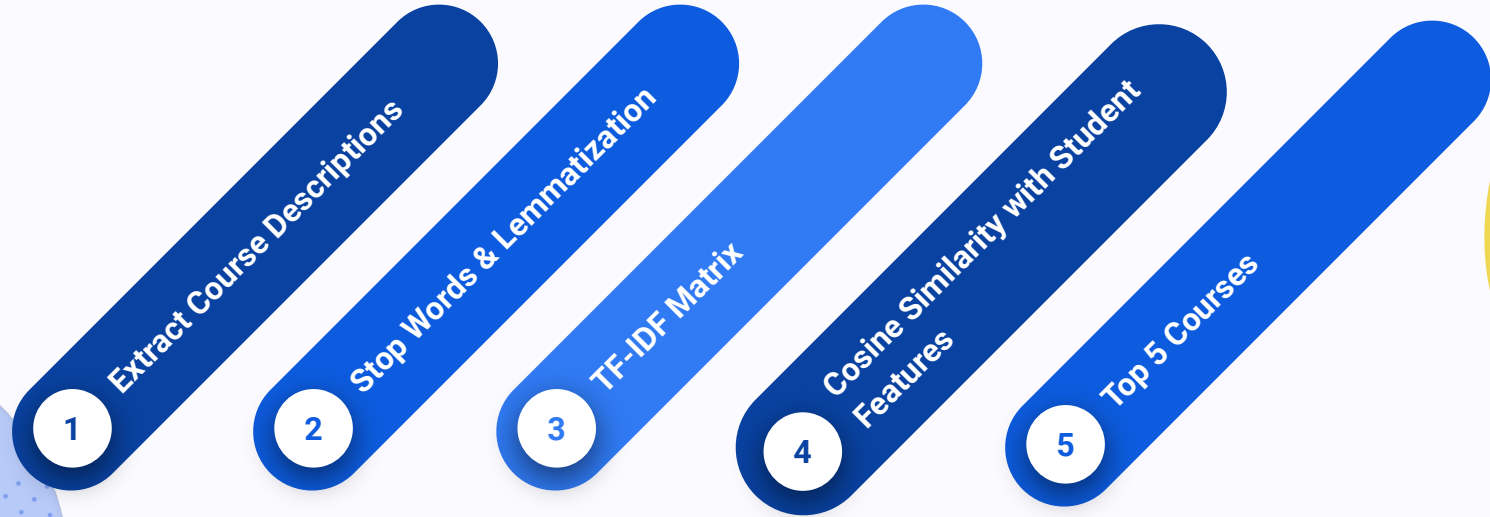 1
Extract Course Descriptions
2
Stop Words & Lemmatization
3
TF-IDF Matrix
4
Cosine Similarity with Student
Features
5
Top 5 Courses